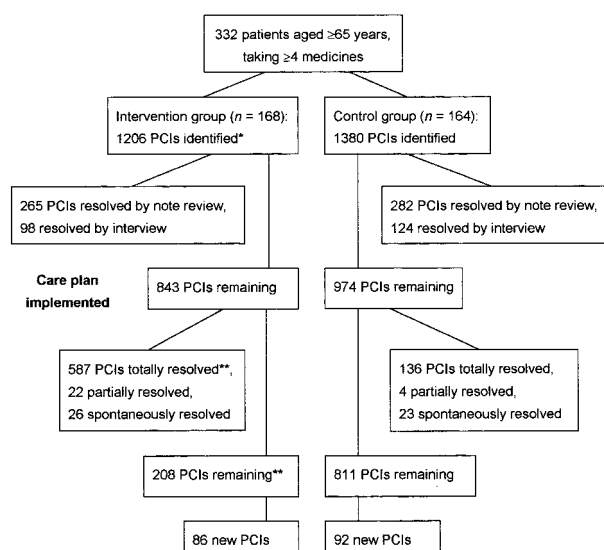 332 patients aged ≥65 years,
taking ≥4 medicines
Intervention group (n = 168):
1206 PCIs identified*
Control group (n = 164):
1380 PCIs identified
265 PCIs resolved by note review,
98 resolved by interview
282 PCIs resolved by note review,
124 resolved by interview
Care plan
implemented
843 PCIs remaining
974 PCIs remaining
587 PCIs totally resolved**,
22 partially resolved,
26 spontaneously resolved
136 PCIs totally resolved,
4 partially resolved,
23 spontaneously resolved
208 PCIs remaining**
811 PCIs remaining
86 new PCIs
92 new PCIs